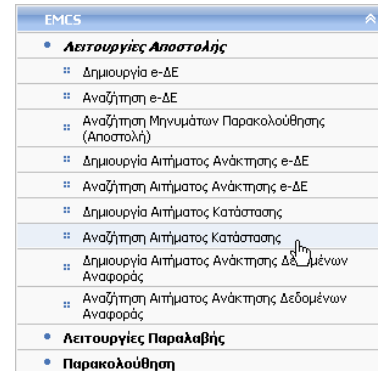 EMCS
Λειτουργίες Αποστολής
Δημιουργία e-ΔΕ
Αναζήτηση e-ΔΕ
Αναζήτηση Μηνυμάτων Παρακολούθησης
(Αποστολή)
Δημιουργία Αιτήματος Ανάκτησης e-ΔΕ
Αναζήτηση Αιτήματος Ανάκτησης e-ΔΕ
Δημιουργία Αιτήματος Κατάστασης
Αναζήτηση Αιτήματος Κατάστασης
Δημιουργία Αιτήματος Ανάκτησης Δεδομένων
Αναφοράς
Αναζήτηση Αιτήματος Ανάκτησης Δεδομένων
Αναφοράς
Λειτουργίες Παραλαβής
Παρακολούθηση